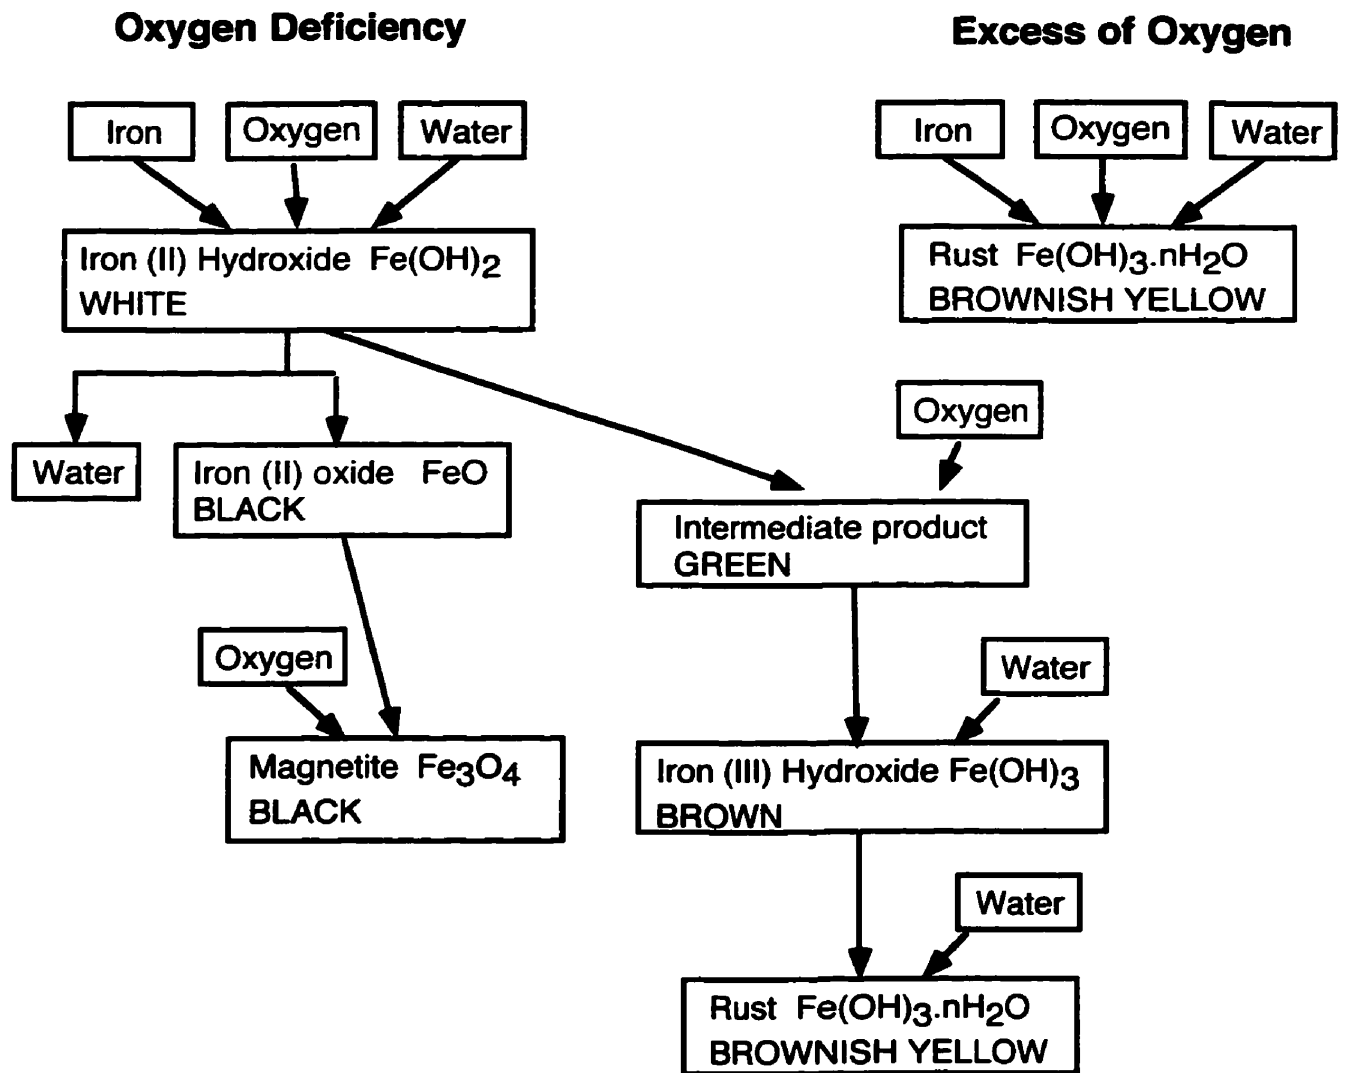 Oxygen Deficiency
Excess of Oxygen
Iron
Oxygen
Water
Iron
Oxygen
Water
Iron (II) Hydroxide Fe(OH)2
WHITE
Rust Fe(OH)3.nH2O
BROWNISH YELLOW
Oxygen
Water
Iron (II) oxide FeO
BLACK
Intermediate product
GREEN
Oxygen
Water
Magnetite Fe3O4
BLACK
Iron (III) Hydroxide Fe(OH)3
BROWN
Water
Rust Fe(OH)3.nH2O
BROWNISH YELLOW